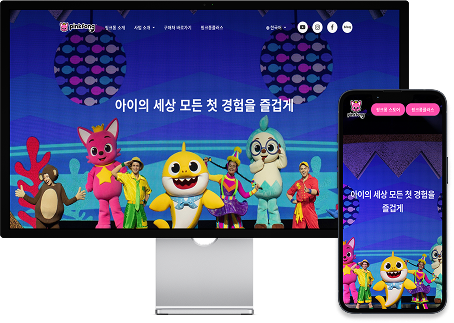 pinkfong
핑크퐁 소개
사업 소개
구매처 바로가기
핑크퐁플러스
한국어
아이의 세상 모든 첫 경험을 즐겁게
pinkfong
핑크퐁 스토어
핑크퐁플러스
아이의 세상 모든 첫 경험을
즐겁게